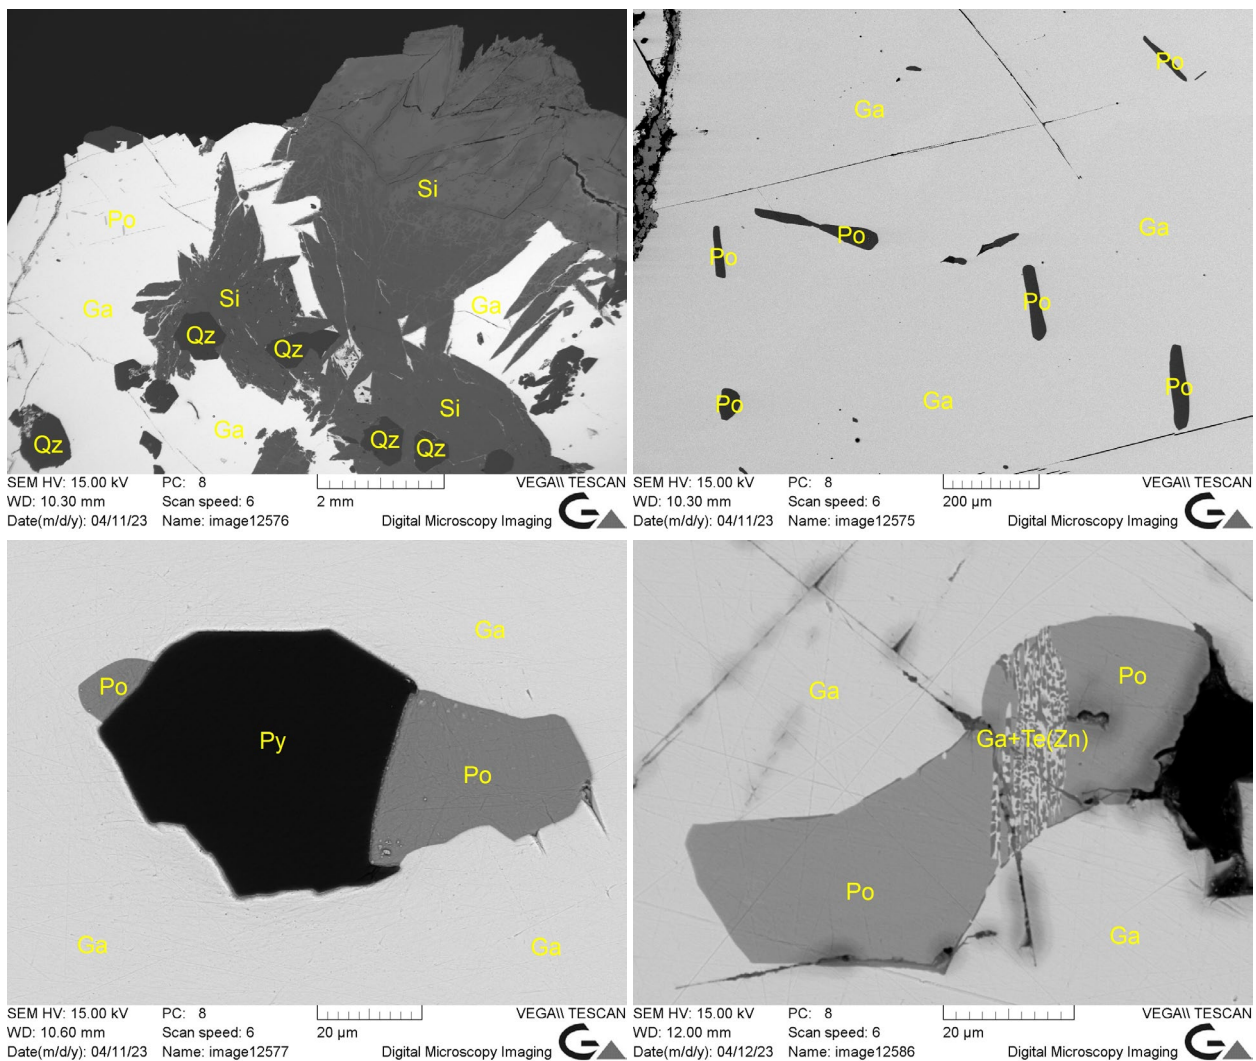 Si
Po
Ga
Si
Ga
Qz
Qz
Si
Ga
Qz
Qz
Qz
SEM HV: 15.00 kV PC: 8 VEGA\\ TESCAN
WD: 10.30 mm Scan speed: 6 2 mm
Date(m/d/y): 04/11/23 Name: image12576 Digital Microscopy Imaging
Po
Ga
Ga
Po
Po
Po
Po
Po
Ga
SEM HV: 15.00 kV PC: 8 VEGA\\ TESCAN
WD: 10.30 mm Scan speed: 6 200 µm
Date(m/d/y): 04/11/23 Name: image12575 Digital Microscopy Imaging
Ga
Po
Py
Po
Ga
Ga
SEM HV: 15.00 kV PC: 8 VEGA\\ TESCAN
WD: 10.60 mm Scan speed: 6 20 µm
Date(m/d/y): 04/11/23 Name: image12577 Digital Microscopy Imaging
Po
Ga
Ga+Te(Zn)
Po
Ga
SEM HV: 15.00 kV PC: 8 VEGA\\ TESCAN
WD: 12.00 mm Scan speed: 6 20 µm
Date(m/d/y): 04/12/23 Name: image12586 Digital Microscopy Imaging